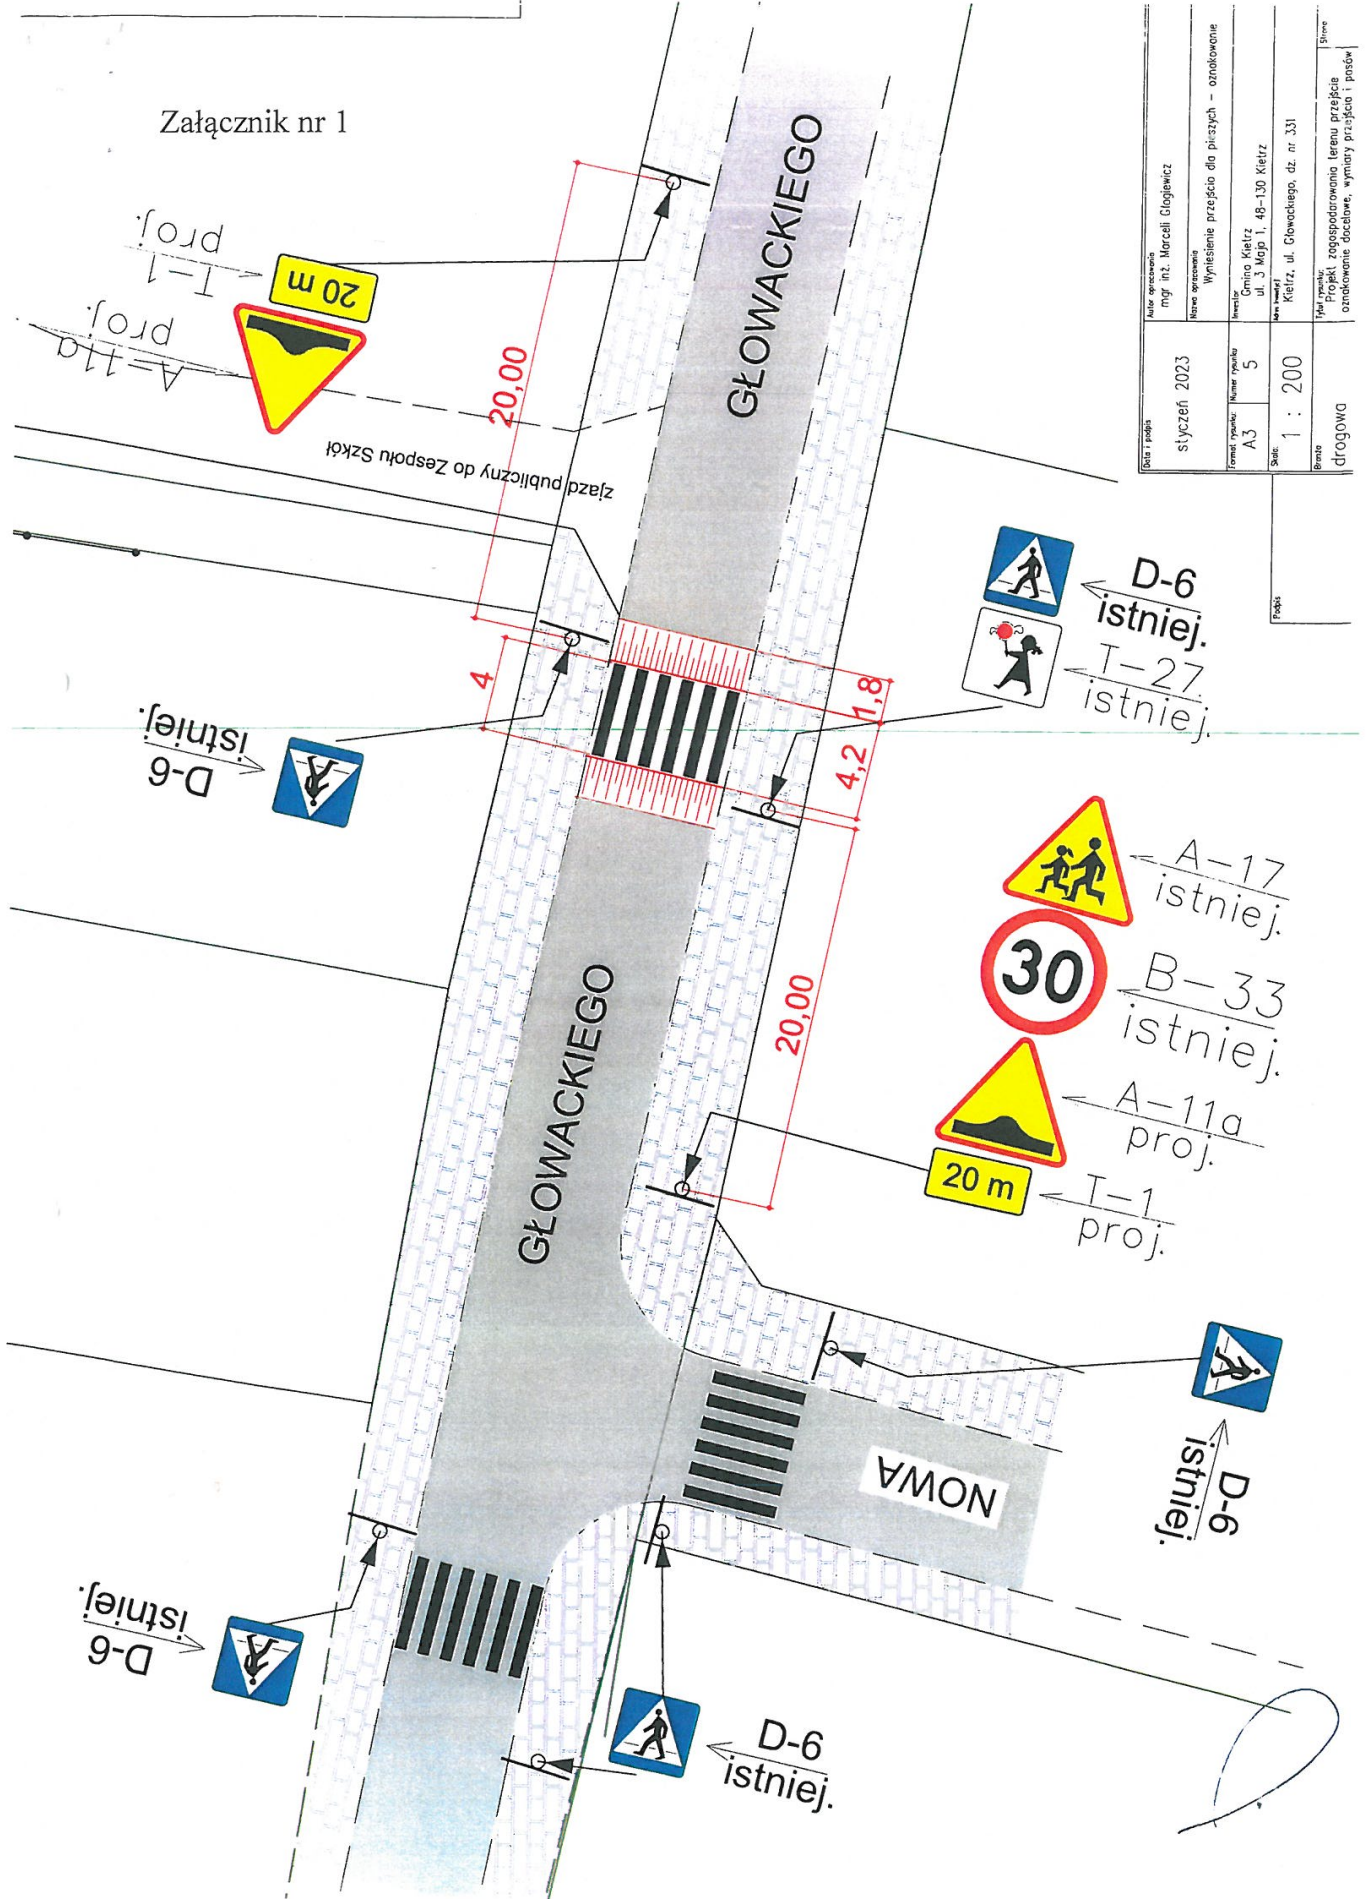 Załącznik nr 1
T-1
proj.
20 m
A-11a
proj.
20,00
GŁOWACKIEGO
zjazd publiczny do Zespołu Szkół
Autor opracowania
mgr inż. Marceli Głogiewicz
Nazwa opracowania
Wyniesienie przejścia dla pieszych - oznakowanie
Inwestor
Gmina Kietrz
ul. 3 Maja 1, 48-130 Kietrz
Kietrz, ul. Głowackiego, dz. nr 331
Tytuł rysunku:
Projekt zagospodarowania terenu przejście
oznakowanie docelowe, wymiary przejścia i pasów
Strona
Data i podpis
styczeń 2023
Format rysunku:
A3
Numer rysunku
5
Skala:
1 : 200
Branża
drogowa
Podpis
D-6
istniej.
T-27
istniej.
4
1,8
4,2
D-6
istniej.
A-17
istniej.
30
B-33
istniej.
20,00
GŁOWACKIEGO
A-11a
proj.
20 m
T-1
proj.
D-6
istniej.
NOWA
D-6
istniej.
D-6
istniej.